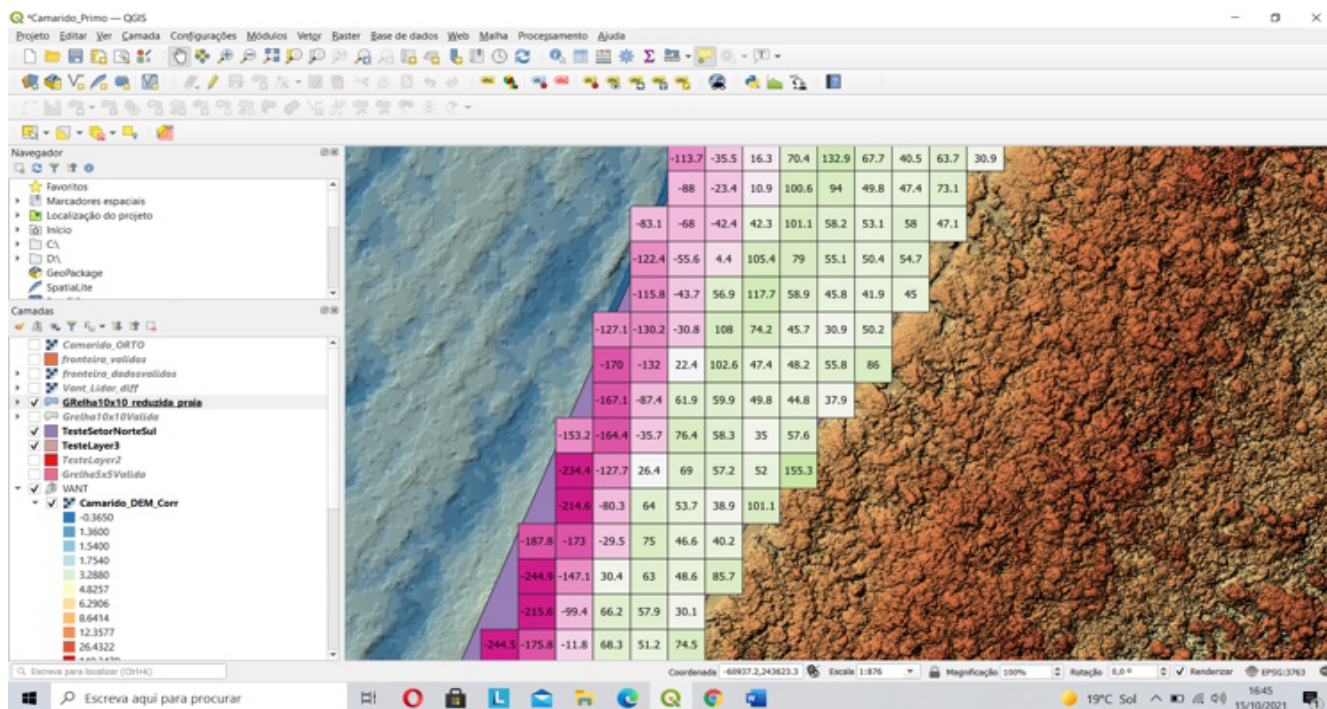 *Camarido_Primo — QGIS
Projeto Editar Ver Camada Configurações Módulos Vetor Raster Base de dados Web Malha Processamento Ajuda
Navegador
Favoritos
Marcadores espaciais
Localização do projeto
Início
C:\
D:\
GeoPackage
SpatiaLite
Camadas
Camarido_ORTO
fronteira_validos
fronteira_dadosvalidos
Vant_Lidar_diff
GRelha10x10_reduzida_praia
Grelha10x10Valida
TesteSetorNorteSul
TesteLayer3
TesteLayer2
Grelha5x5Valida
VANT
Camarido_DEM_Corr
-0.3650
1.3600
1.5400
1.7540
3.2880
4.8257
6.2906
8.6414
12.3577
26.4322
-113.7 -35.5 16.3 70.4 132.9 67.7 40.5 63.7 30.9
-88 -23.4 10.9 100.6 94 49.8 47.4 73.1
-83.1 -68 -42.4 42.3 101.1 58.2 53.1 58 47.1
-122.4 -55.6 4.4 105.4 79 55.1 50.4 54.7
-115.8 -43.7 56.9 117.7 58.9 45.8 41.9 45
-127.1 -130.2 -30.8 108 74.2 45.7 30.9 50.2
-170 -132 22.4 102.6 47.4 48.2 55.8 86
-167.1 -87.4 61.9 59.9 49.8 44.8 37.9
-153.2 -164.4 -35.7 76.4 58.3 35 57.6
-234.4 -127.7 26.4 69 57.2 52 155.3
-214.6 -80.3 64 53.7 38.9 101.1
-187.8 -173 -29.5 75 46.6 40.2
-244.9 -147.1 30.4 63 48.6 85.7
-215.6 -99.4 66.2 57.9 30.1
-244.5 -175.8 -11.8 68.3 51.2 74.5
Escreva para localizar (Ctrl+K)
Coordenada -60937.2,243623.3 Escala 1:876 Magnificação 100% Rotação 0,0 ° Renderizar EPSG:3763
Escreva aqui para procurar
19°C Sol
16:45
15/10/2021